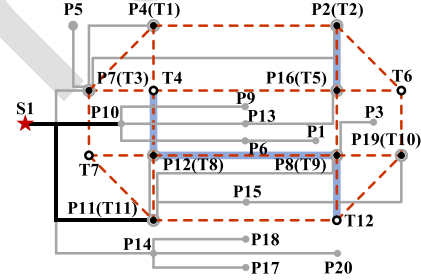 P5 P4(T1) P2(T2)
P7(T3) T4 P16(T5) T6
S1 P10 P9
P13 P3
P1
P6 P19(T10)
T7 P12(T8) P8(T9)
P15
P11(T11) T12
P14 P18
P17 P20